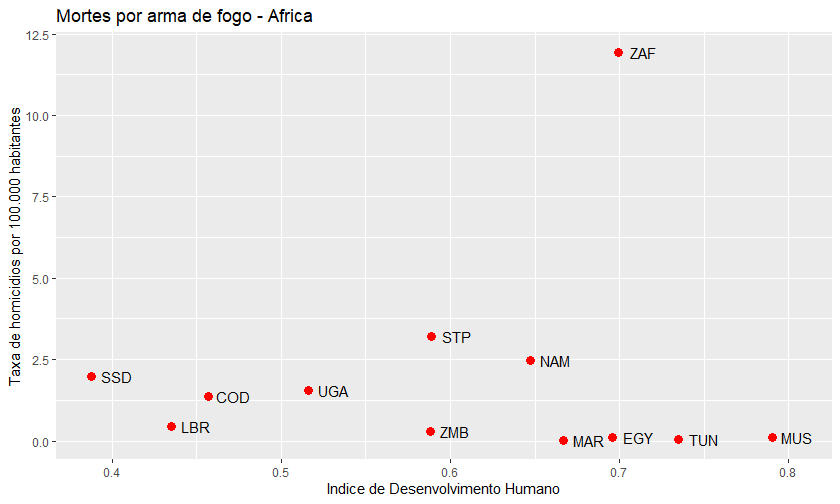 Mortes por arma de fogo - Africa
Taxa de homicidios por 100.000 habitantes
12.5
10.0
7.5
5.0
2.5
0.0
ZAF
STP
NAM
SSD
UGA
COD
LBR
ZMB
MAR
EGY
TUN
MUS
0.4 0.5 0.6 0.7 0.8
Indice de Desenvolvimento Humano